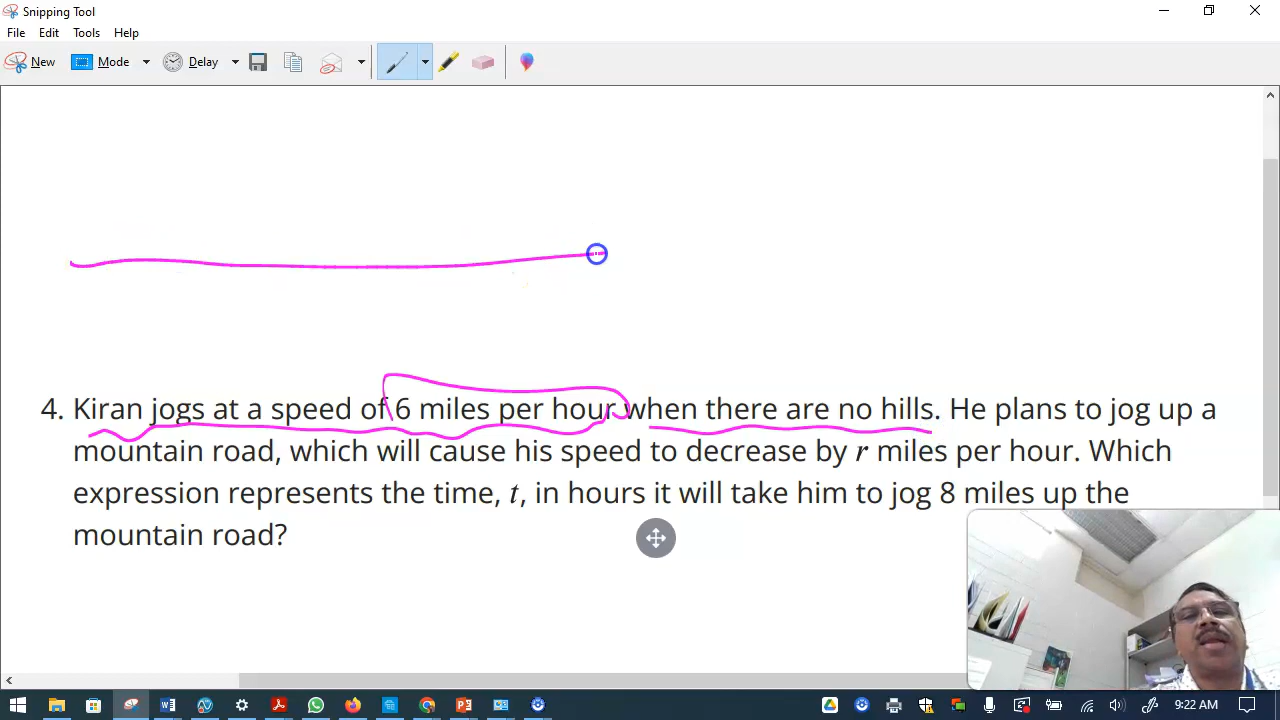 Snipping Tool
File Edit Tools Help
New Mode Delay
4. Kiran jogs at a speed of 6 miles per hour when there are no hills. He plans to jog up a
mountain road, which will cause his speed to decrease by r miles per hour. Which
expression represents the time, t, in hours it will take him to jog 8 miles up the
mountain road?
9:22 AM